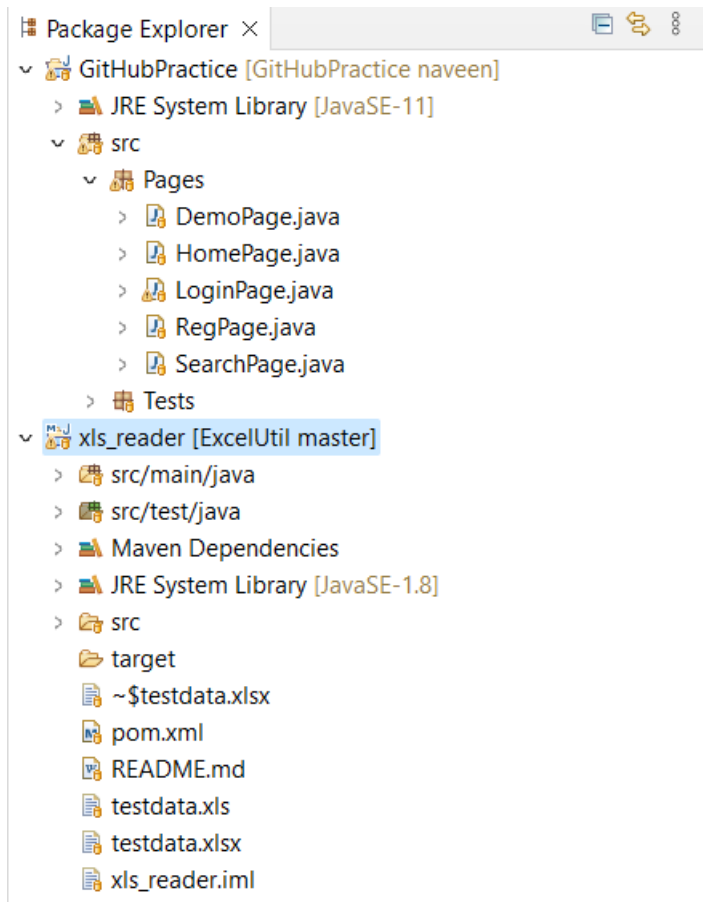 Package Explorer ×
GitHubPractice [GitHubPractice naveen]
JRE System Library [JavaSE-11]
src
Pages
DemoPage.java
HomePage.java
LoginPage.java
RegPage.java
SearchPage.java
Tests
xls_reader [ExcelUtil master]
src/main/java
src/test/java
Maven Dependencies
JRE System Library [JavaSE-1.8]
src
target
~$testdata.xlsx
pom.xml
README.md
testdata.xls
testdata.xlsx
xls_reader.iml